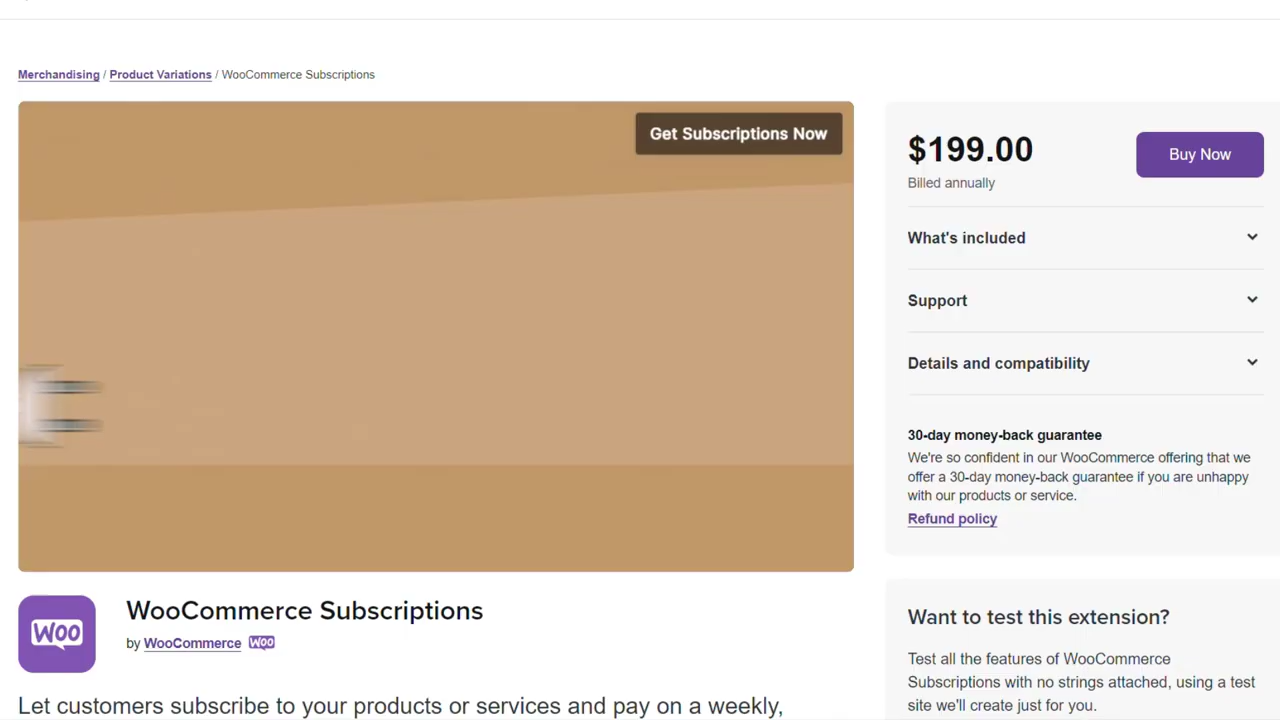 Merchandising / Product Variations / WooCommerce Subscriptions
Get Subscriptions Now
$199.00
Buy Now
Billed annually
What's included
Support
Details and compatibility
30-day money-back guarantee
We're so confident in our WooCommerce offering that we
offer a 30-day money-back guarantee if you are unhappy
with our products or service.
Refund policy
WOO
WooCommerce Subscriptions
by WooCommerce WOO
Let customers subscribe to your products or services and pay on a weekly,
Want to test this extension?
Test all the features of WooCommerce
Subscriptions with no strings attached, using a test
site we'll create just for you.